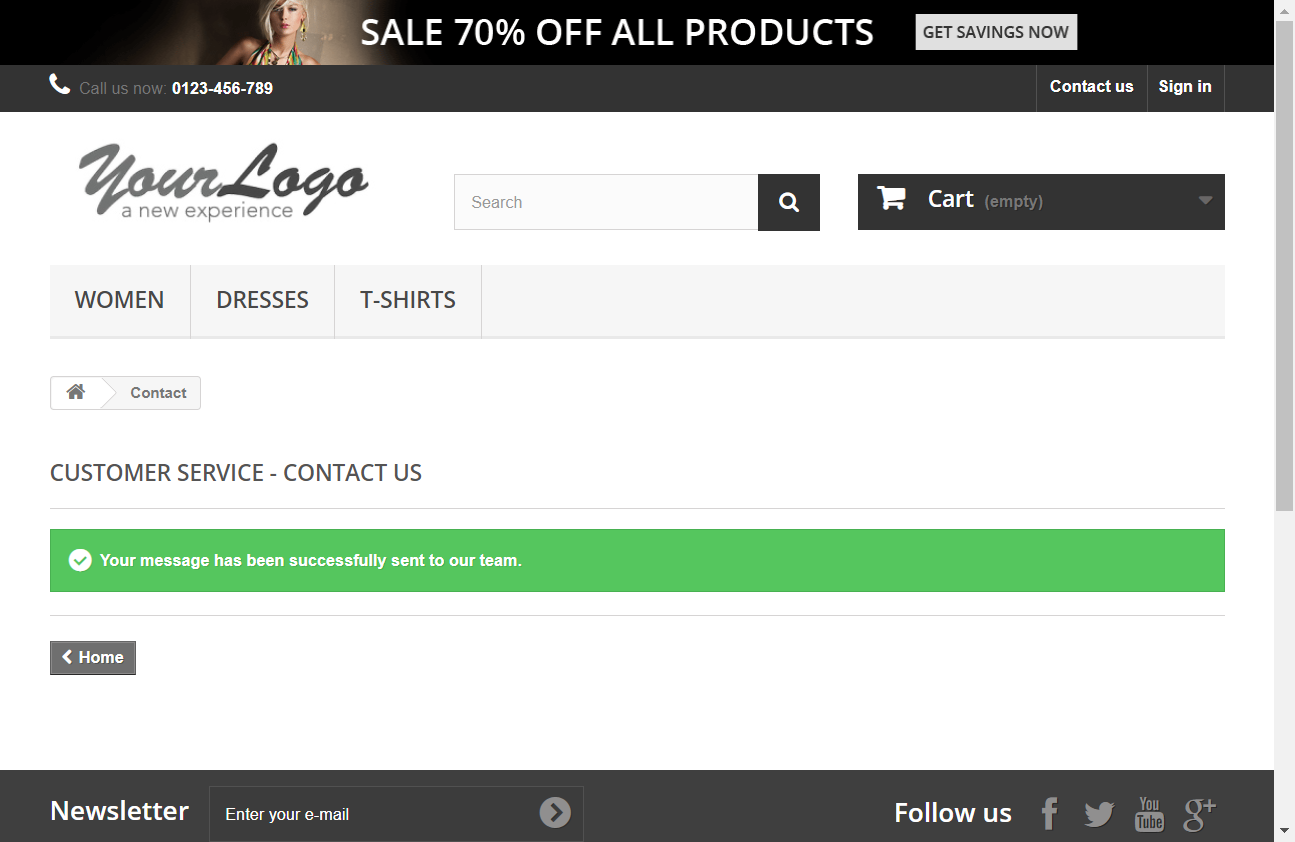 SALE 70% OFF ALL PRODUCTS GET SAVINGS NOW
Call us now: 0123-456-789 Contact us Sign in
Your Logo
a new experience
Search
Cart (empty)
WOMEN DRESSES T-SHIRTS
Contact
CUSTOMER SERVICE - CONTACT US
Your message has been successfully sent to our team.
Home
Newsletter Enter your e-mail Follow us
You
Tube
g+